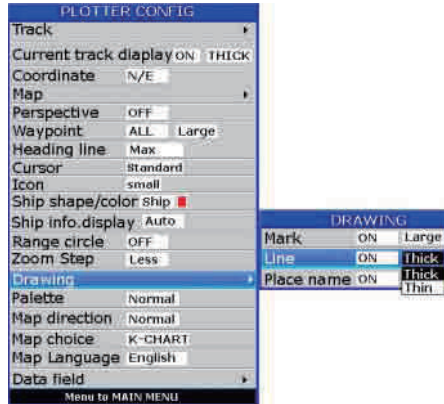 PLOTTER CONFIG
Track
Current track diaplay ON THICK
Coordinate N/E
Map
Perspective OFF
Waypoint ALL Large
Heading line Max
Cursor Standard
Icon small
Ship shape/color Ship
Ship info.display Auto
Range circle OFF
Zoom Step Less
Drawing
Palette Normal
Map direction Normal
Map choice K-CHART
Map Language English
Data field
Menu to MAIN MENU
DRAWING
Mark ON Large
Line ON Thick
Place name ON Thick
Thin